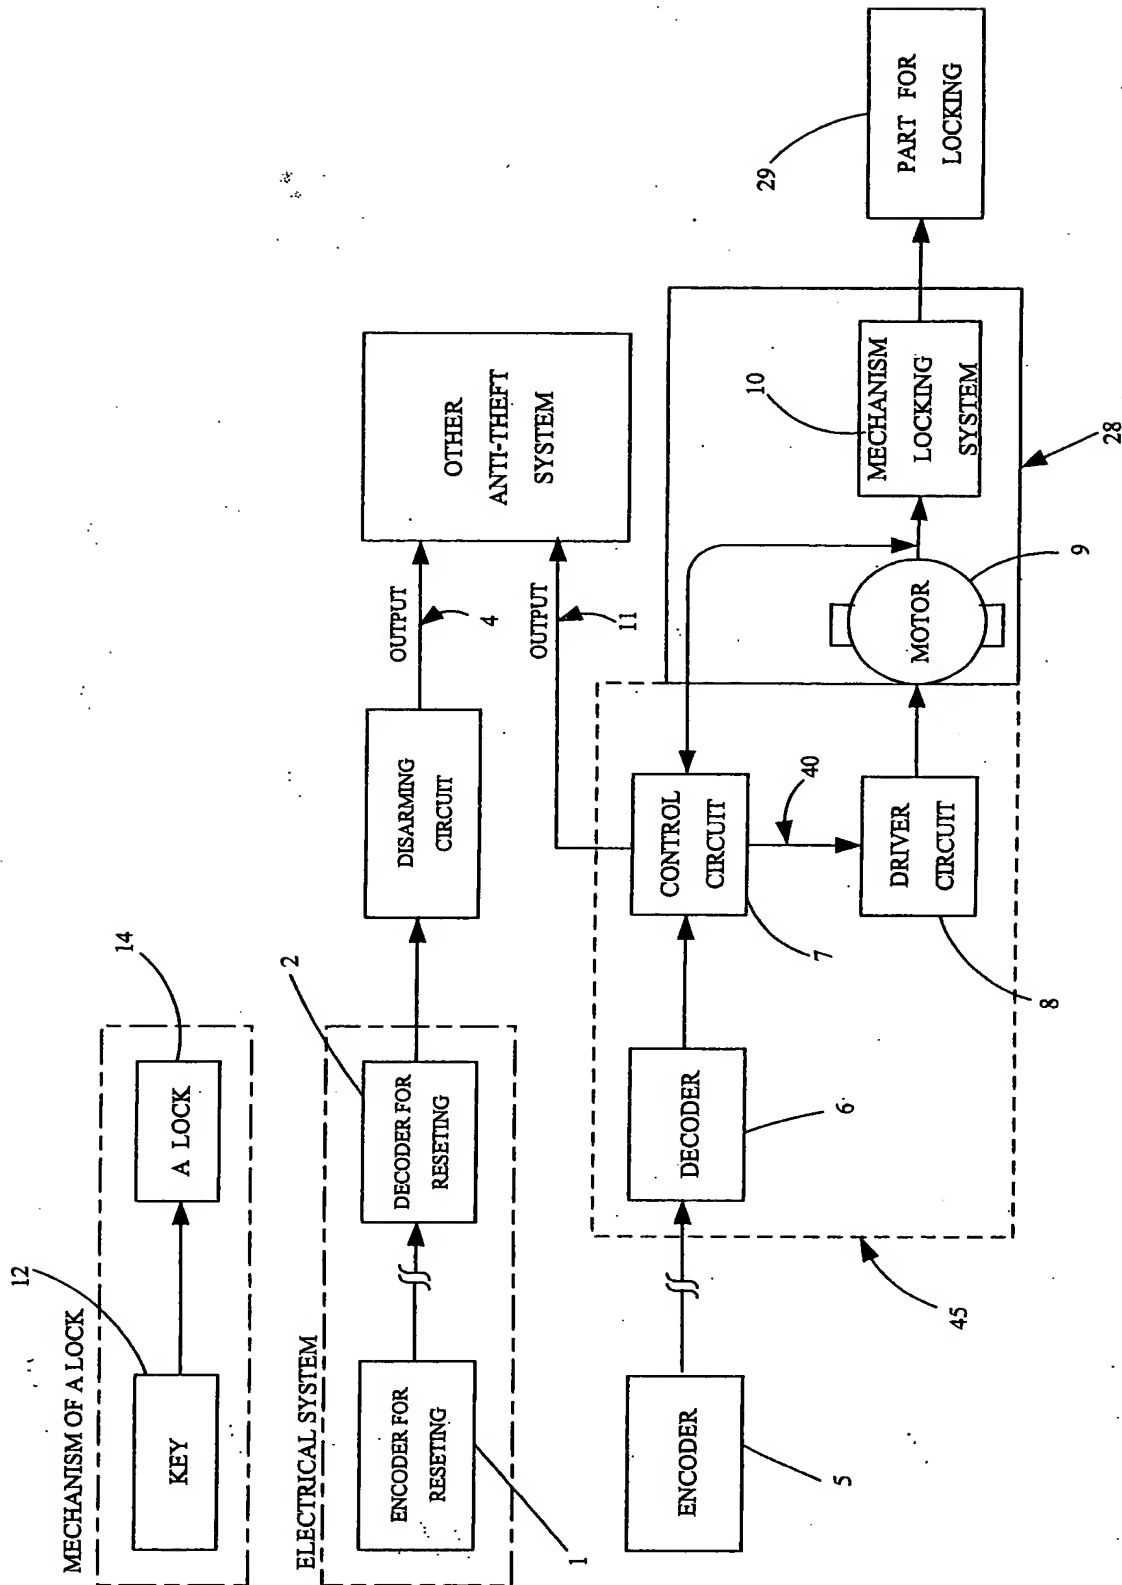 MECHANISM OF A LOCK
12
KEY
14
A LOCK
ELECTRICAL SYSTEM
1
ENCODER FOR
RESETING
2
DECODER FOR
RESETING
DISARMING
CIRCUIT
OUTPUT
4
OTHER
ANTI-THEFT
SYSTEM
OUTPUT
11
5
ENCODER
45
6
DECODER
7
CONTROL
CIRCUIT
40
8
DRIVER
CIRCUIT
9
MOTOR
10
MECHANISM
LOCKING
SYSTEM
28
29
PART FOR
LOCKING